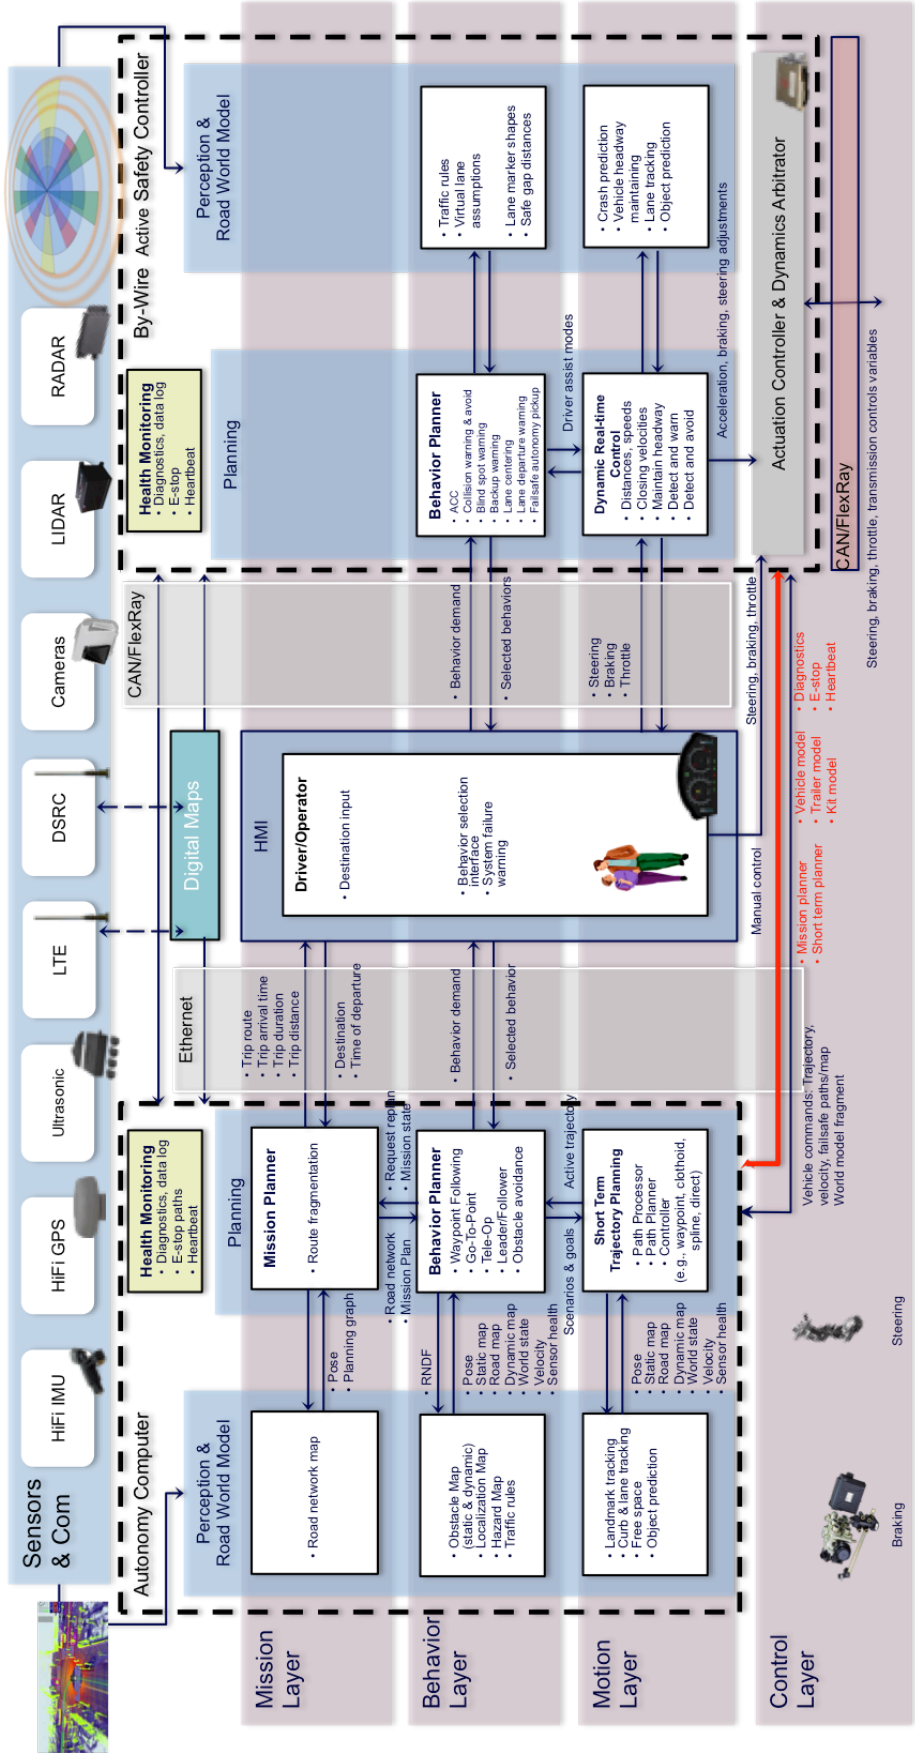 Sensors
& Com
HiFi IMU
HiFi GPS
Ultrasonic
LTE
DSRC
Cameras
LIDAR
RADAR
Autonomy Computer
Health Monitoring
• Diagnostics, data log
• E-stop paths
• Heartbeat
Ethernet
Digital Maps
CAN/FlexRay
By-Wire Active Safety Controller
Health Monitoring
• Diagnostics, data log
• E-stop
• Heartbeat
Perception &
Road World Model
Planning
HMI
Planning
Perception &
Road World Model
Mission
Layer
• Road network map
• Pose
• Planning graph
Mission Planner
• Route fragmentation
• Trip route
• Trip arrival time
• Trip duration
• Trip distance
• Destination
• Time of departure
Driver/Operator
• Destination input
• Behavior selection
interface
• System failure
warning
• Road network
• Mission Plan
• Request replan
• Mission state
Behavior
Layer
• Obstacle Map
(static & dynamic)
• Localization Map
• Hazard Map
• Traffic rules
• RNDF
• Pose
• Static map
• Road map
• Dynamic map
• World state
• Velocity
• Sensor health
Behavior Planner
• Waypoint Following
• Go-To-Point
• Tele-Op
• Leader/Follower
• Obstacle avoidance
• Behavior demand
• Selected behavior
• Behavior demand
• Selected behaviors
Behavior Planner
• ACC
• Collision warning & avoid
• Blind spot warning
• Backup warning
• Lane centering
• Lane departure warning
• Failsafe autonomy pickup
• Traffic rules
• Virtual lane
assumptions
• Lane marker shapes
• Safe gap distances
Scenarios & goals
Active trajectory
Driver assist modes
Motion
Layer
• Landmark tracking
• Curb & lane tracking
• Free space
• Object prediction
• Pose
• Static map
• Road map
• Dynamic map
• World state
• Velocity
• Sensor health
Short Term
Trajectory Planning
• Path Processor
• Path Planner
• Controller
(e.g., waypoint, clothoid,
spline, direct)
• Steering
• Braking
• Throttle
Dynamic Real-time
Control
• Distances, speeds
• Closing velocities
• Maintain headway
• Detect and warn
• Detect and avoid
• Crash prediction
• Vehicle headway
maintaining
• Lane tracking
• Object prediction
Acceleration, braking, steering adjustments
Manual control
Steering, braking, throttle
Actuation Controller & Dynamics Arbitrator
Control
Layer
Vehicle commands: Trajectory,
velocity, failsafe paths/map
World model fragment
• Mission planner
• Short term planner
• Vehicle model
• Trailer model
• Kit model
• Diagnostics
• E-stop
• Heartbeat
CAN/FlexRay
Steering, braking, throttle, transmission controls variables
Braking
Steering